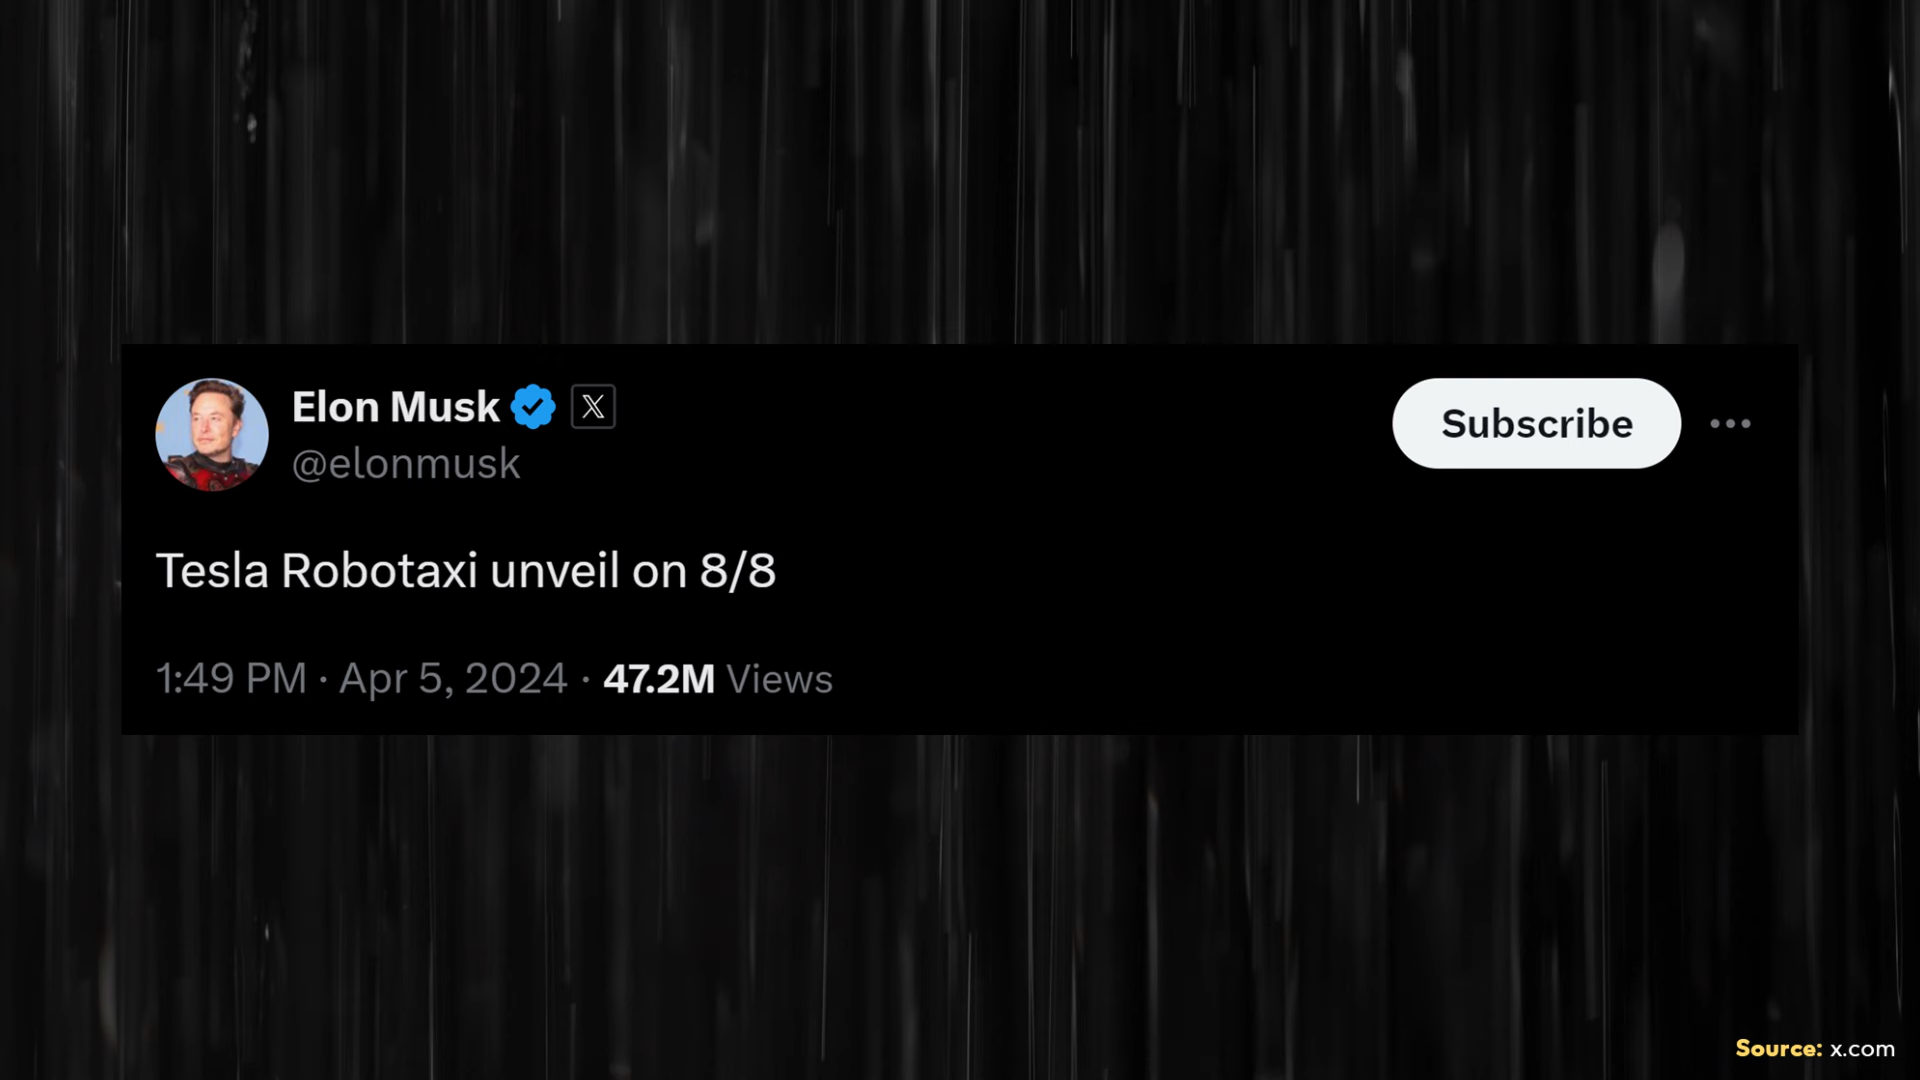 Elon Musk
@elonmusk
Subscribe
Tesla Robotaxi unveil on 8/8
1:49 PM · Apr 5, 2024 · 47.2M Views
Source: x.com